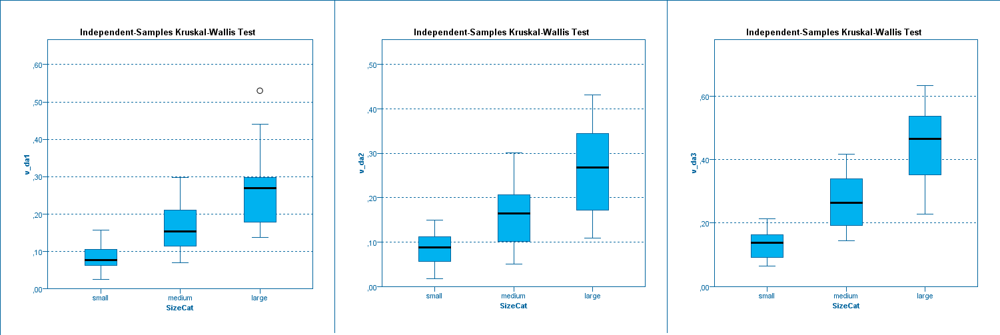 Independent-Samples Kruskal-Wallis Test
,60
,50
,40
,30
,20
,10
,00
v_da1
small medium large
SizeCat
Independent-Samples Kruskal-Wallis Test
,50
,40
,30
,20
,10
,00
v_da2
small medium large
SizeCat
Independent-Samples Kruskal-Wallis Test
,60
,40
,20
,00
v_da3
small medium large
SizeCat